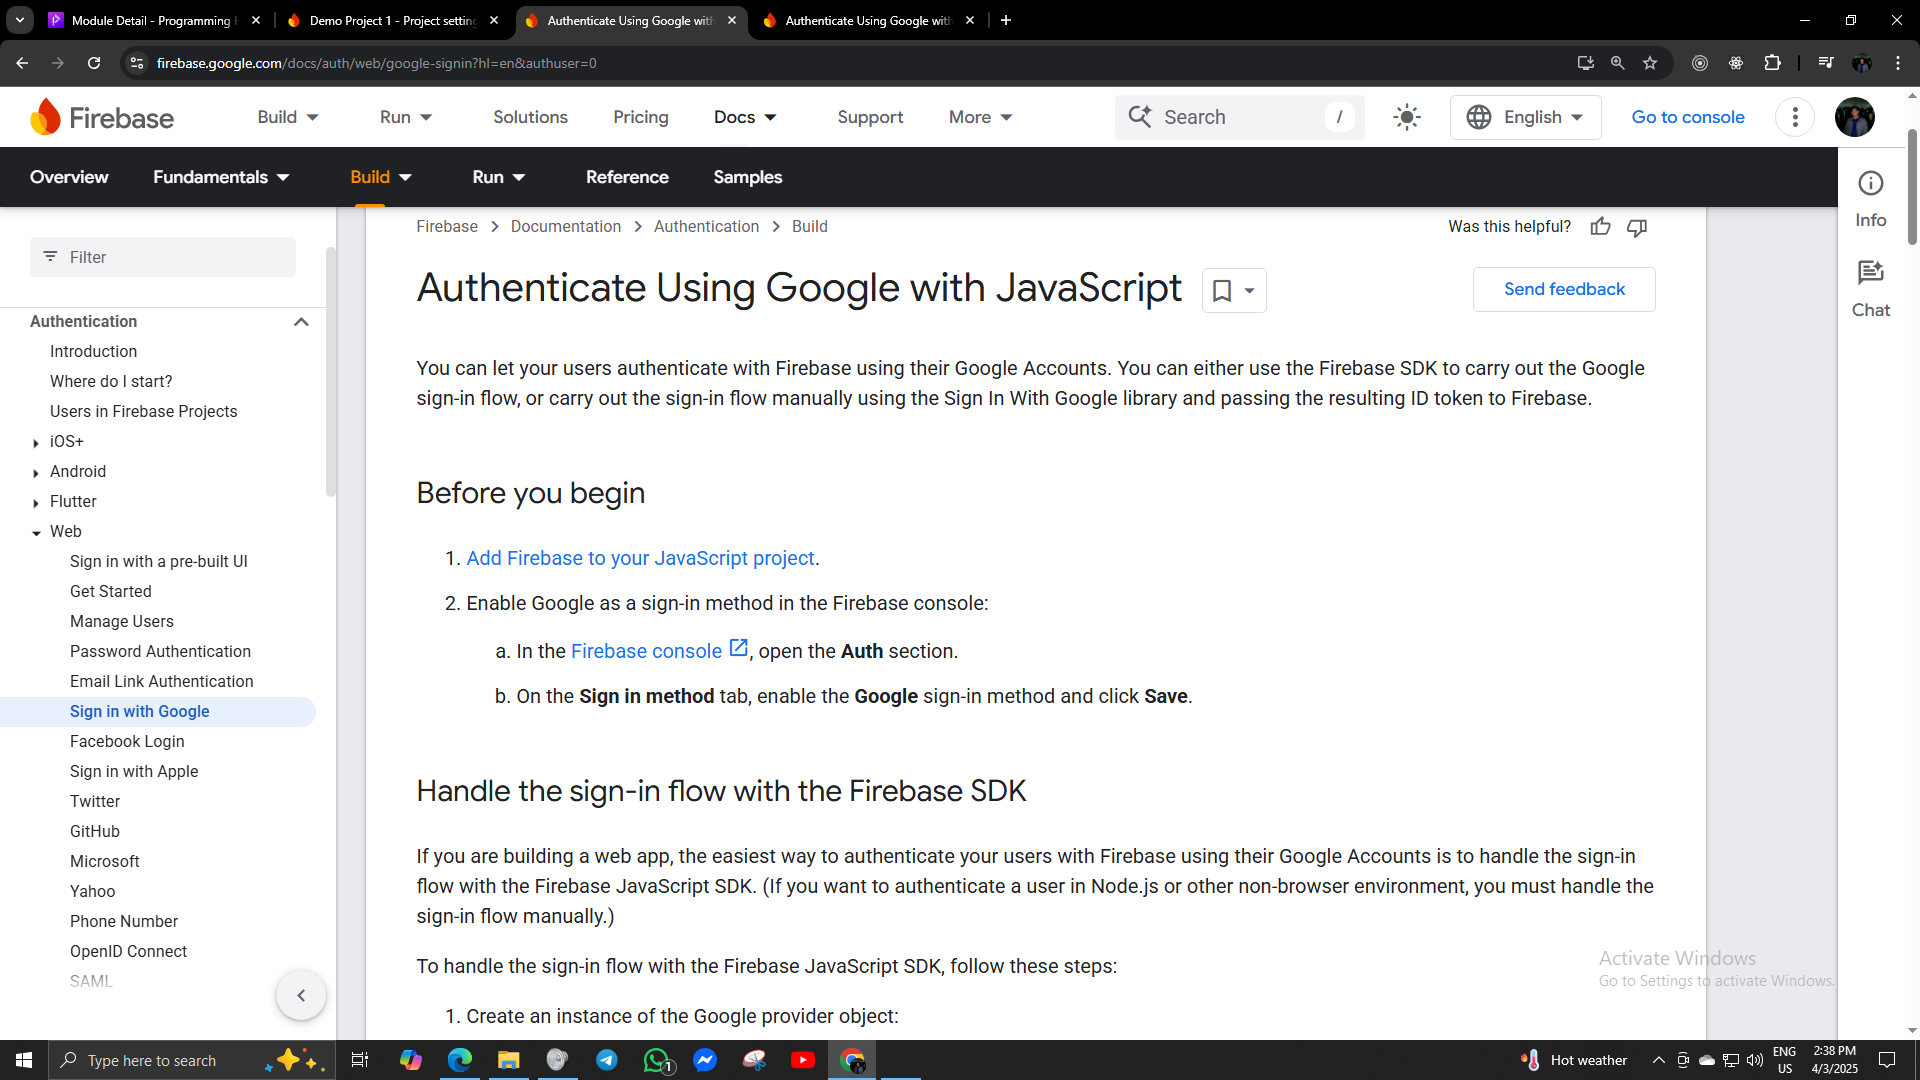 Module Detail - Programming
Demo Project 1 - Project setting
Authenticate Using Google with
Authenticate Using Google with
firebase.google.com/docs/auth/web/google-signin?hl=en&authuser=0
Firebase
Build
Run
Solutions
Pricing
Docs
Support
More
Search
/
English
Go to console
Overview
Fundamentals
Build
Run
Reference
Samples
Info
Chat
Filter
Authentication
Introduction
Where do I start?
Users in Firebase Projects
iOS+
Android
Flutter
Web
Sign in with a pre-built UI
Get Started
Manage Users
Password Authentication
Email Link Authentication
Sign in with Google
Facebook Login
Sign in with Apple
Twitter
GitHub
Microsoft
Yahoo
Phone Number
OpenID Connect
SAML
Firebase > Documentation > Authentication > Build
Was this helpful?
Authenticate Using Google with JavaScript
Send feedback
You can let your users authenticate with Firebase using their Google Accounts. You can either use the Firebase SDK to carry out the Google
sign-in flow, or carry out the sign-in flow manually using the Sign In With Google library and passing the resulting ID token to Firebase.
Before you begin
1. Add Firebase to your JavaScript project.
2. Enable Google as a sign-in method in the Firebase console:
a. In the Firebase console, open the Auth section.
b. On the Sign in method tab, enable the Google sign-in method and click Save.
Handle the sign-in flow with the Firebase SDK
If you are building a web app, the easiest way to authenticate your users with Firebase using their Google Accounts is to handle the sign-in
flow with the Firebase JavaScript SDK. (If you want to authenticate a user in Node.js or other non-browser environment, you must handle the
sign-in flow manually.)
To handle the sign-in flow with the Firebase JavaScript SDK, follow these steps:
1. Create an instance of the Google provider object:
Activate Windows
Go to Settings to activate Windows.
Type here to search
1
Hot weather
ENG
US
2:38 PM
4/3/2025